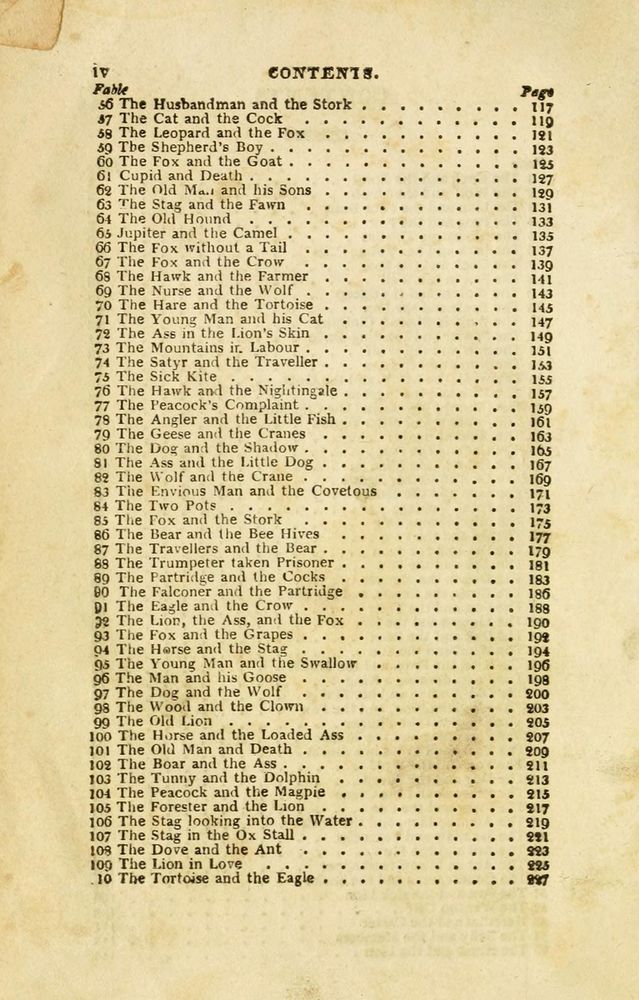 iv CONTENTS.
Fable Page
56 The Husbandman and the Stork . . . . . . . . . 117
57 The Cat and the Cock . . . . . . . . . . . . 119
58 The Leopard and the Fox . . . . . . . . . . . 121
59 The Shepherd's Boy . . . . . . . . . . . . . 123
60 The Fox and the Goat . . . . . . . . . . . . 125
61 Cupid and Death . . . . . . . . . . . . . . 127
62 The Old Man and his Sons . . . . . . . . . . 129
63 The Stag and the Fawn . . . . . . . . . . . 131
64 The Old Hound . . . . . . . . . . . . . . 133
65 Jupiter and the Camel . . . . . . . . . . . . 135
66 The Fox without a Tail . . . . . . . . . . . 137
67 The Fox and the Crow . . . . . . . . . . . 139
68 The Hawk and the Farmer . . . . . . . . . . 141
69 The Nurse and the Wolf . . . . . . . . . . . 143
70 The Hare and the Tortoise . . . . . . . . . . 145
71 The Young Man and his Cat . . . . . . . . . 147
72 The Ass in the Lion's Skin . . . . . . . . . . 149
73 The Mountains in Labour . . . . . . . . . . . 151
74 The Satyr and the Traveller . . . . . . . . . . 153
75 The Sick Kite . . . . . . . . . . . . . . . 155
76 The Hawk and the Nightingale . . . . . . . . . 157
77 The Peacock's Complaint . . . . . . . . . . . 159
78 The Angler and the Little Fish . . . . . . . . . 161
79 The Geese and the Cranes . . . . . . . . . . 163
80 The Dog and the Shadow . . . . . . . . . . . 165
81 The Ass and the Little Dog . . . . . . . . . . 167
82 The Wolf and the Crane . . . . . . . . . . . 169
83 The Envious Man and the Covetous . . . . . . . 171
84 The Two Pots . . . . . . . . . . . . . . . 173
85 The Fox and the Stork . . . . . . . . . . . 175
86 The Bear and the Bee Hives . . . . . . . . . . 177
87 The Travellers and the Bear . . . . . . . . . . 179
88 The Trumpeter taken Prisoner . . . . . . . . . 181
89 The Partridge and the Cocks . . . . . . . . . 183
90 The Falconer and the Partridge . . . . . . . . 186
91 The Eagle and the Crow . . . . . . . . . . . 188
92 The Lion, the Ass, and the Fox . . . . . . . . 190
93 The Fox and the Grapes . . . . . . . . . . . 192
94 The Horse and the Stag . . . . . . . . . . . 194
95 The Young Man and the Swallow . . . . . . . 196
96 The Man and his Goose . . . . . . . . . . . 198
97 The Dog and the Wolf . . . . . . . . . . . 200
98 The Wood and the Clown . . . . . . . . . . 203
99 The Old Lion . . . . . . . . . . . . . . . 205
100 The Horse and the Loaded Ass . . . . . . . . 207
101 The Old Man and Death . . . . . . . . . . . 209
102 The Boar and the Ass . . . . . . . . . . . . 211
103 The Tunny and the Dolphin . . . . . . . . . 213
104 The Peacock and the Magpie . . . . . . . . . 215
105 The Forester and the Lion . . . . . . . . . . 217
106 The Stag looking into the Water . . . . . . . . 219
107 The Stag in the Ox Stall . . . . . . . . . . . 221
108 The Dove and the Ant . . . . . . . . . . . 223
109 The Lion in Love . . . . . . . . . . . . . 225
10 The Tortoise and the Eagle . . . . . . . . . . 227